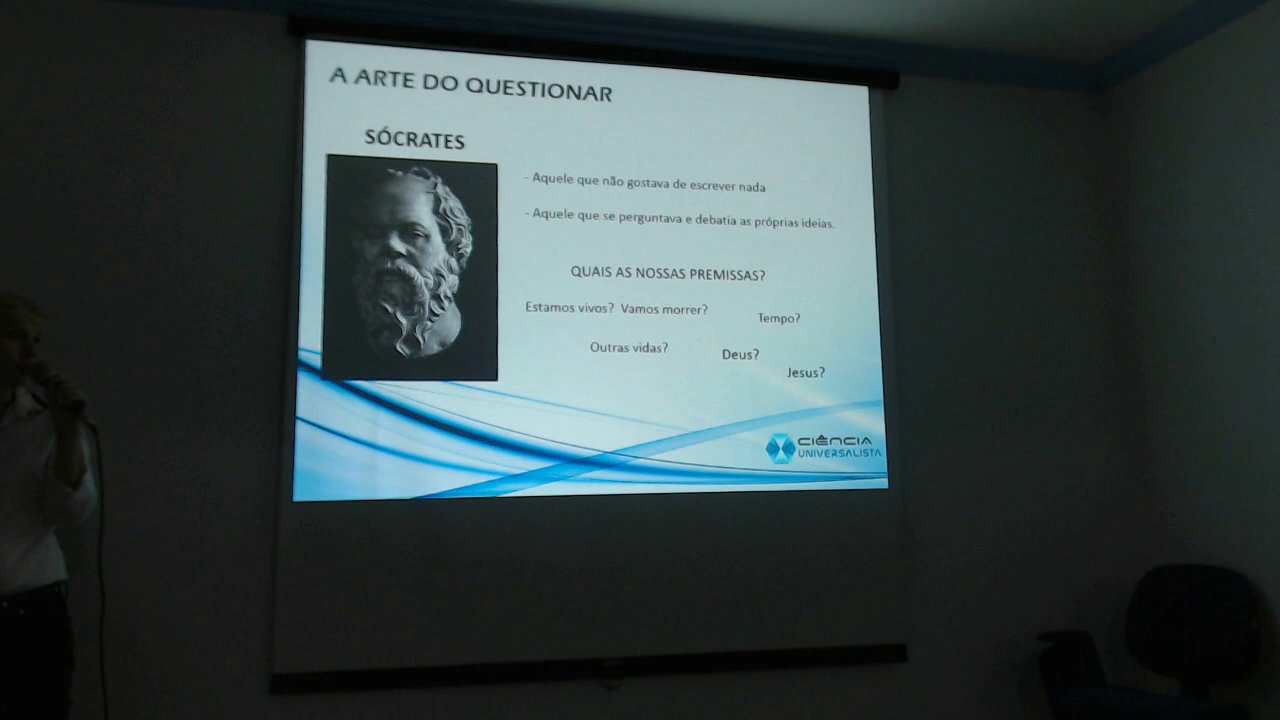 A ARTE DO QUESTIONAR
SÓCRATES
- Aquele que não gostava de escrever nada
- Aquele que se perguntava e debatia as próprias ideias.
QUAIS AS NOSSAS PREMISSAS?
Estamos vivos? Vamos morrer?
Tempo?
Outras vidas?
Deus?
Jesus?
CIÊNCIA
UNIVERSALISTA